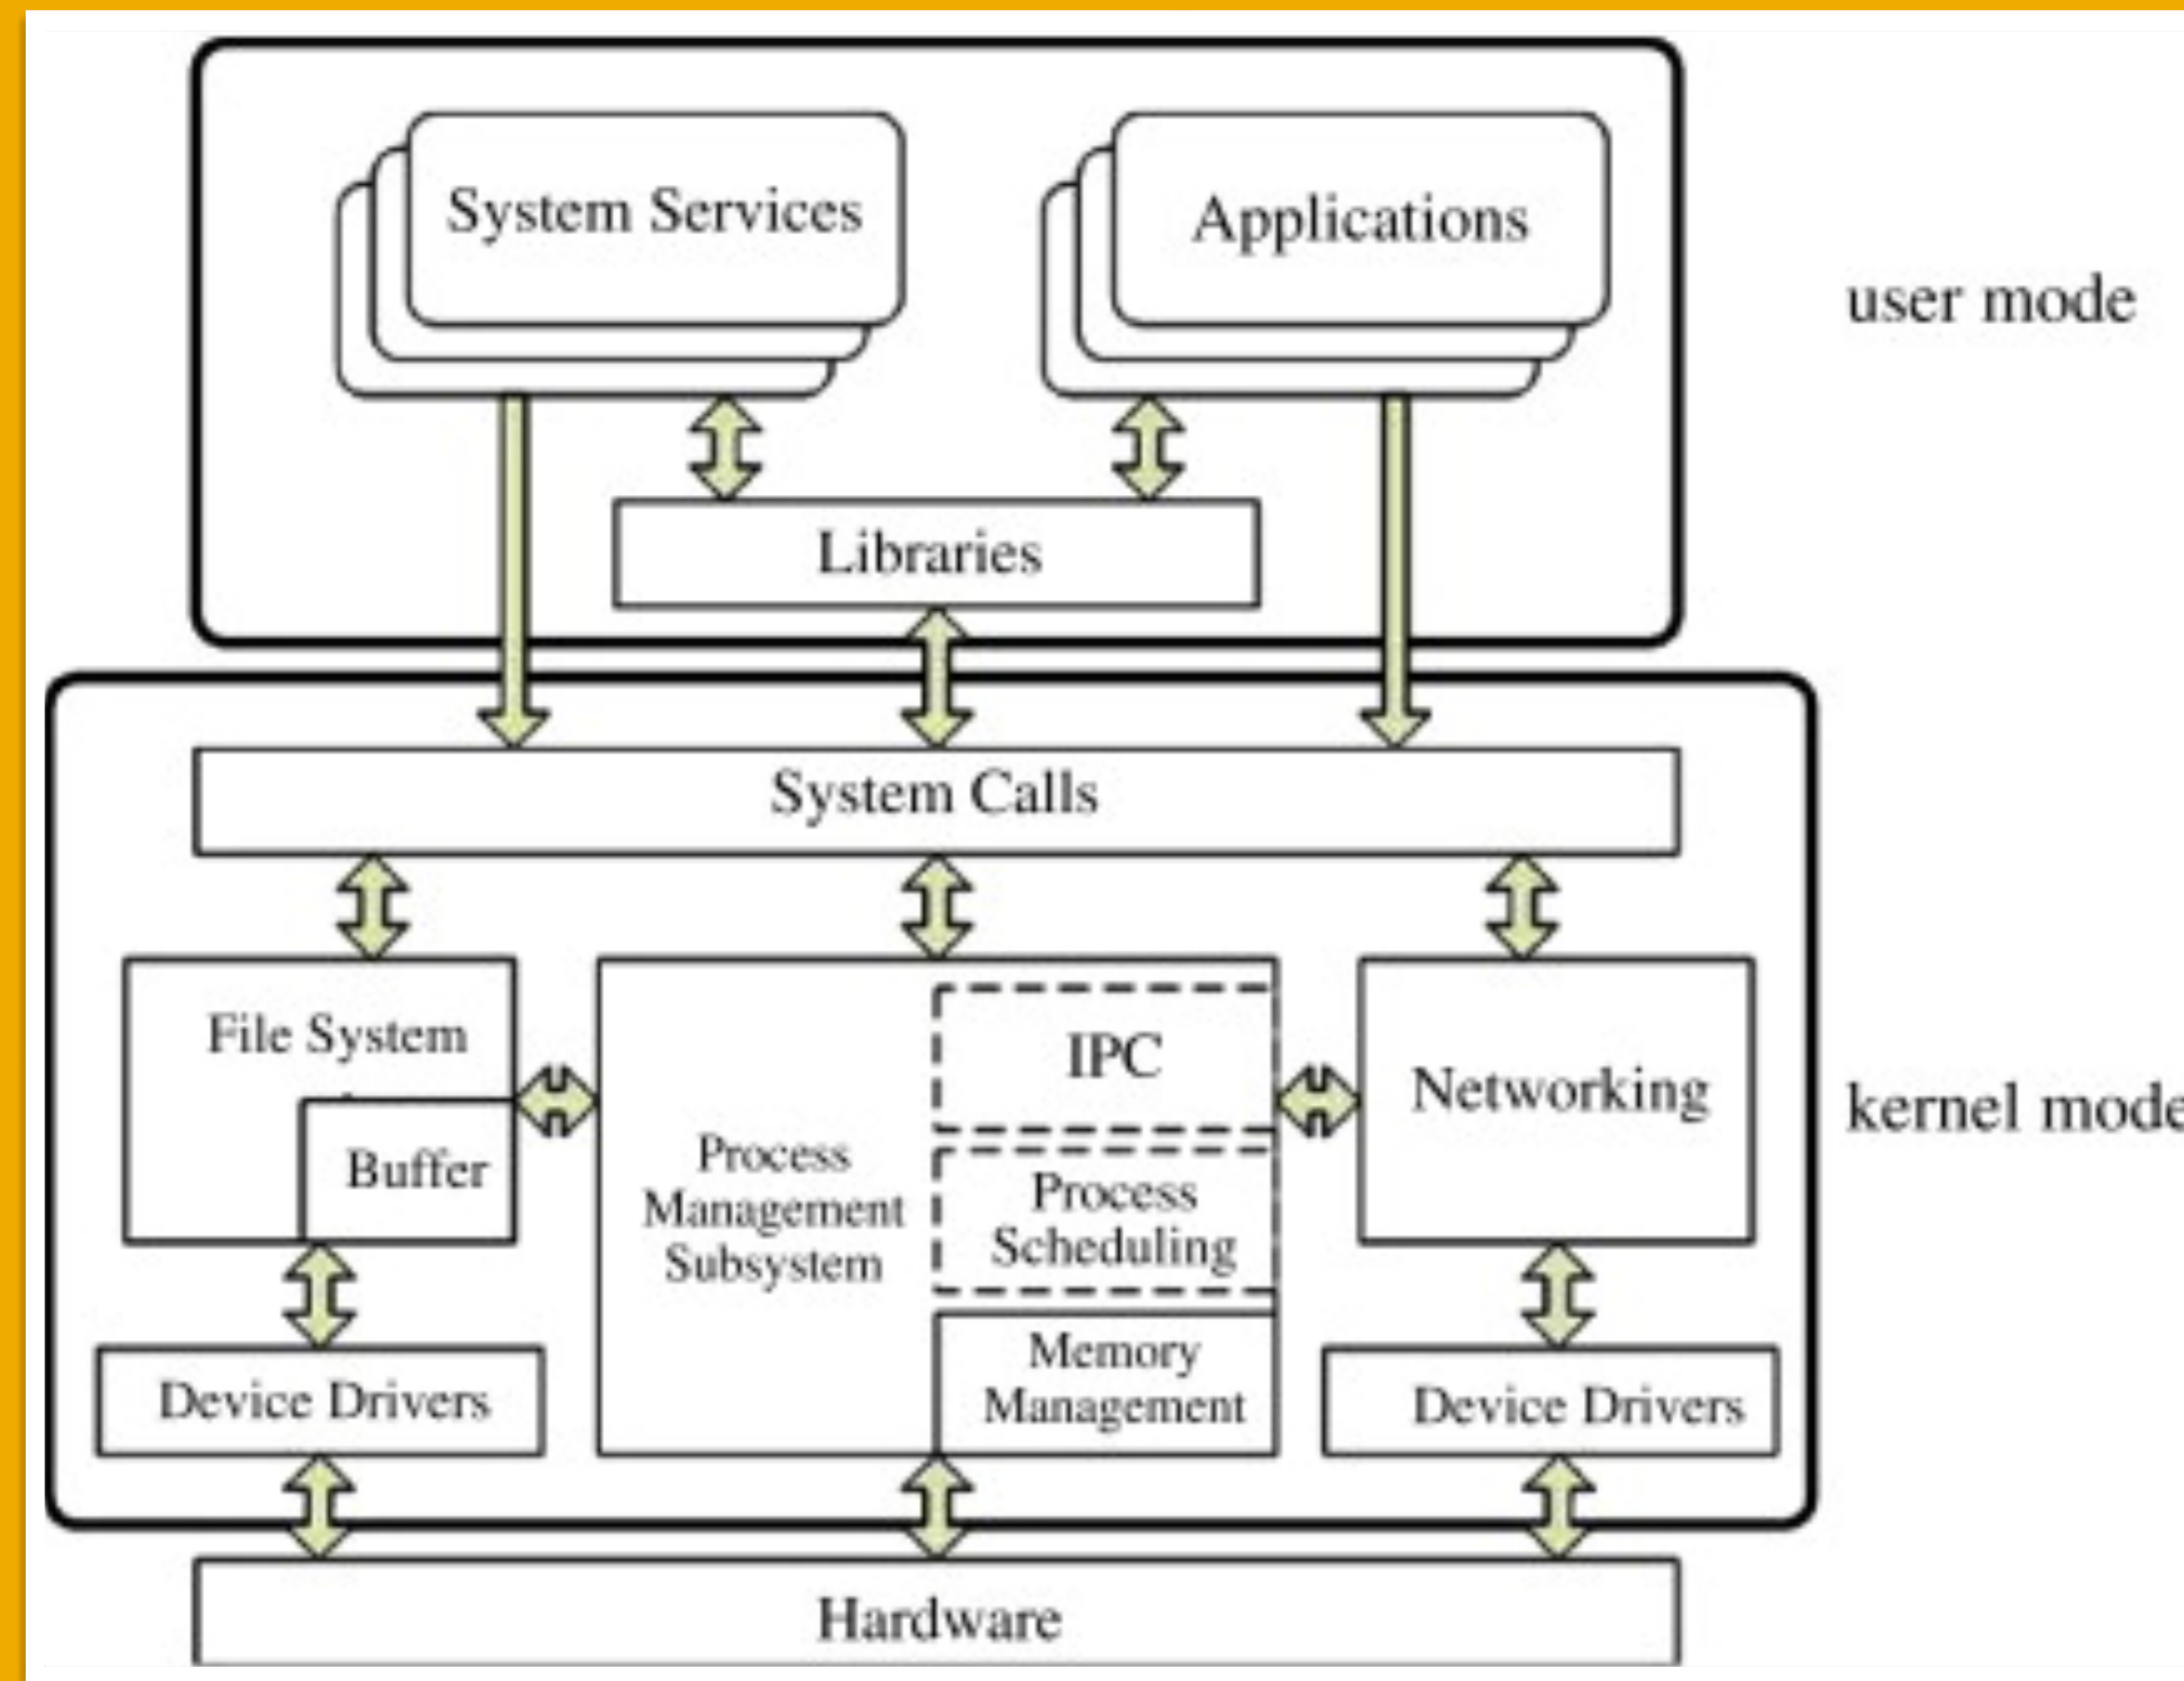 System Services
Applications
user mode
Libraries
System Calls
File System
Buffer
Process
Management
Subsystem
IPC
Process
Scheduling
Memory
Management
Networking
kernel mode
Device Drivers
Device Drivers
Hardware